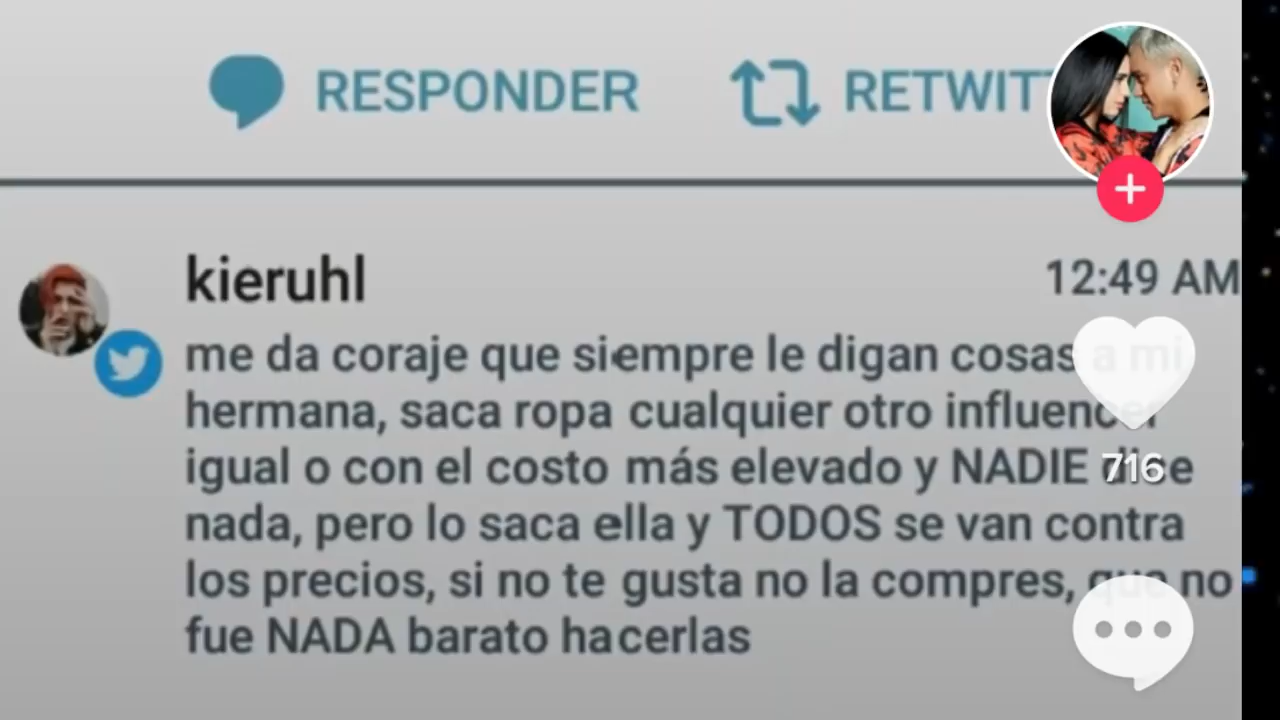 RESPONDER
RETWIT
kieruhl
12:49 AM
me da coraje que siempre le digan cosas a mi
hermana, saca ropa cualquier otro influencer
igual o con el costo más elevado y NADIE dice
nada, pero lo saca ella y TODOS se van contra
los precios, si no te gusta no la compres, que no
fue NADA barato hacerlas
716